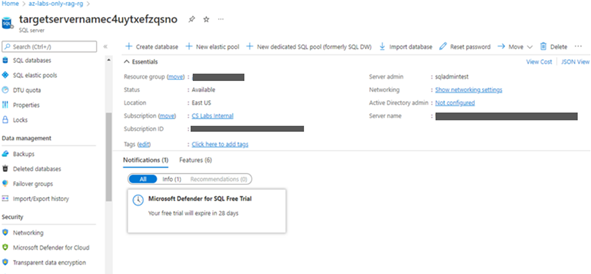 Home > az-labs-only-rag-rg >
targetservernamec4uytxefzqsno
SQL server
Search (Ctrl+/)
SQL databases
SQL elastic pools
DTU quota
Properties
Locks
Data management
Backups
Deleted databases
Failover groups
Import/Export history
Security
Networking
Microsoft Defender for Cloud
Transparent data encryption
+ Create database + New elastic pool + New dedicated SQL pool (formerly SQL DW) Import database Reset password Move Delete ...
Essentials
View Cost JSON View
Resource group (move) :
Status : Available
Location : East US
Subscription (move) : CS Labs Internal
Subscription ID :
Tags (edit) : Click here to add tags
Server admin : sqladmintest
Networking : Show networking settings
Active Directory admin : Not configured
Server name :
Notifications (1) Features (6)
All Info (1) Recommendations (0)
Microsoft Defender for SQL Free Trial
Your free trial will expire in 28 days